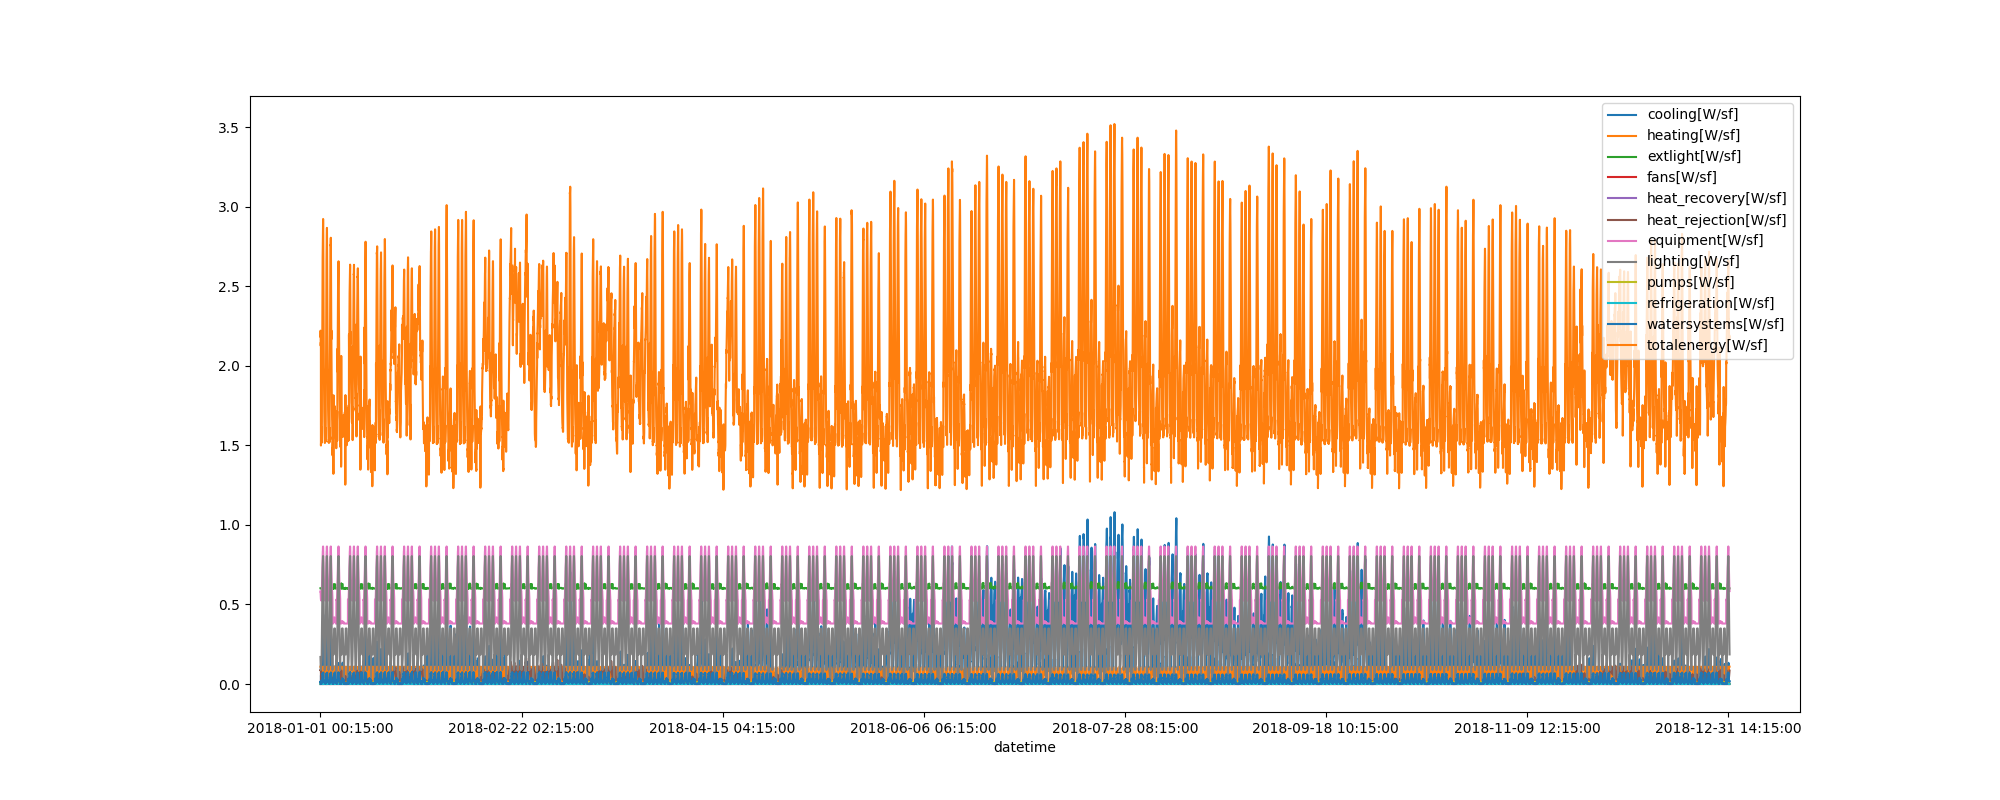 3.5
3.0
2.5
2.0
1.5
1.0
0.5
0.0
cooling[W/sf]
heating[W/sf]
extlight[W/sf]
fans[W/sf]
heat_recovery[W/sf]
heat_rejection[W/sf]
equipment[W/sf]
lighting[W/sf]
pumps[W/sf]
refrigeration[W/sf]
watersystems[W/sf]
totalenergy[W/sf]
2018-01-01 00:15:00
2018-02-22 02:15:00
2018-04-15 04:15:00
2018-06-06 06:15:00
2018-07-28 08:15:00
2018-09-18 10:15:00
2018-11-09 12:15:00
2018-12-31 14:15:00
datetime